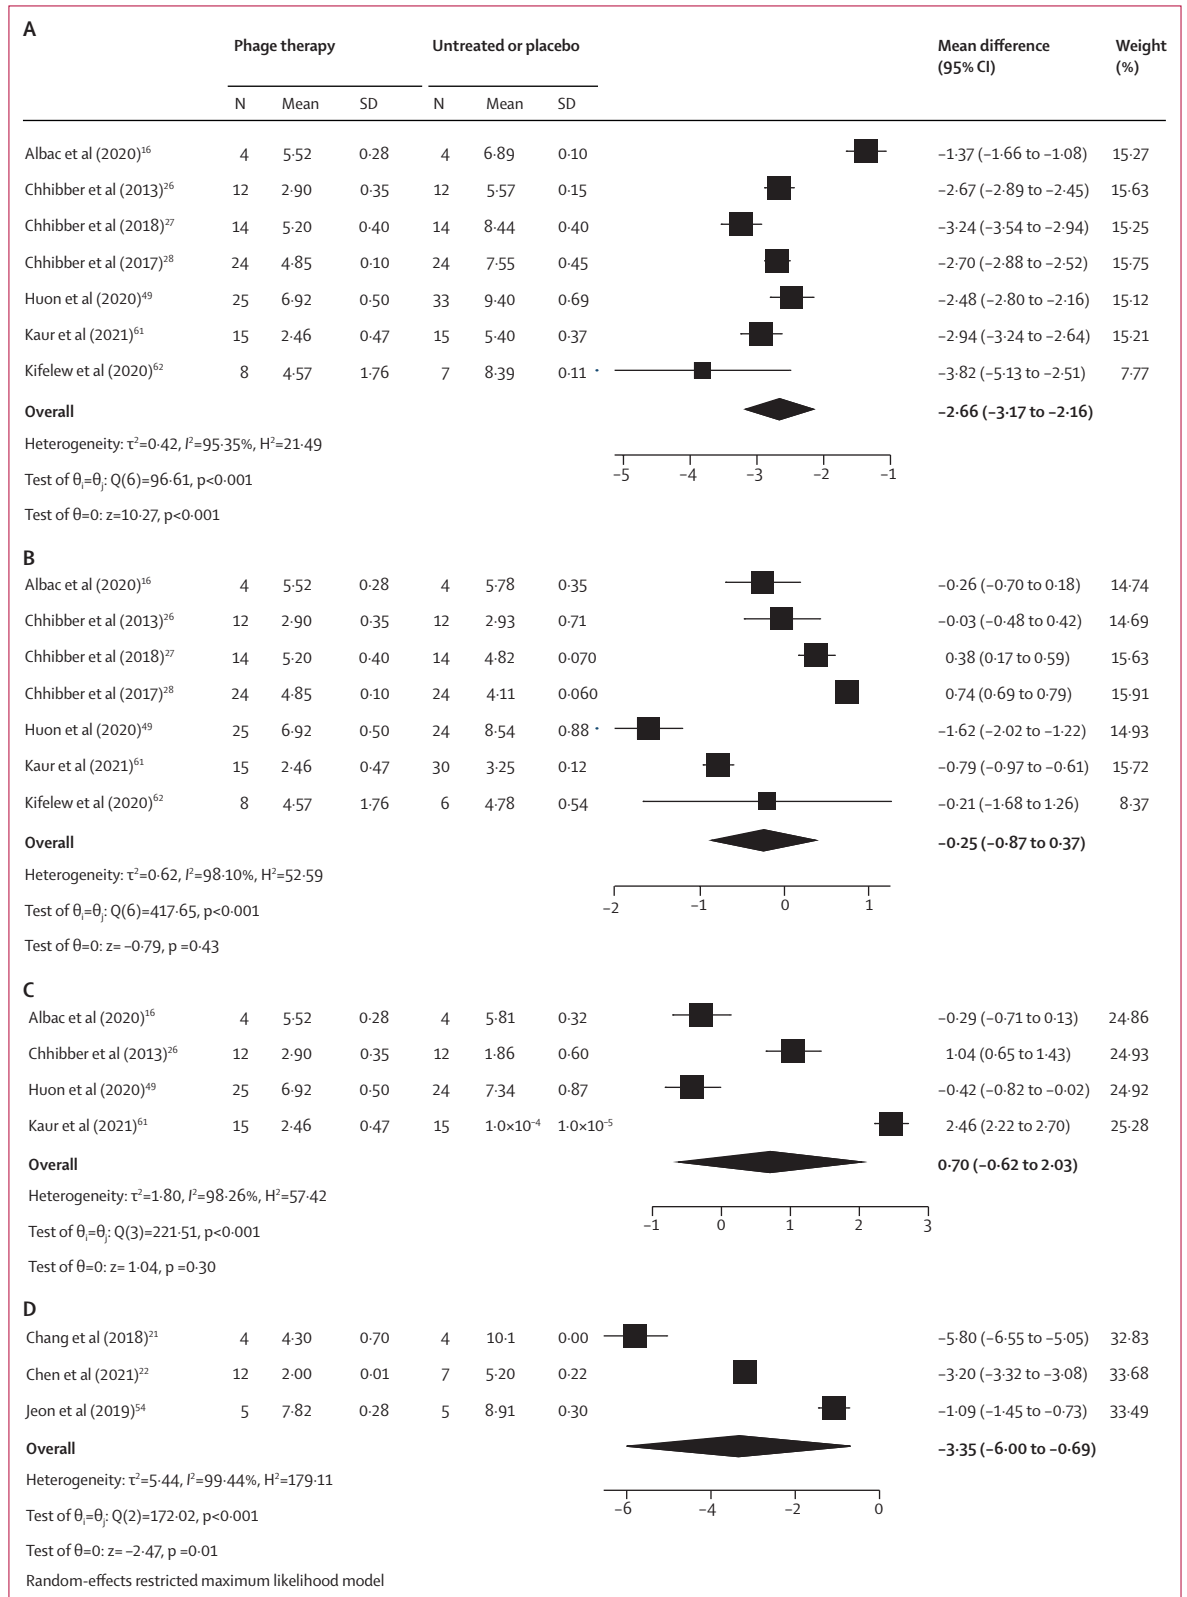 A
Phage therapy Untreated or placebo Mean difference (95% CI) Weight (%)
N Mean SD N Mean SD
Albac et al (2020)¹⁶ 4 5·52 0·28 4 6·89 0·10 −1·37 (−1·66 to −1·08) 15·27
Chhibber et al (2013)²⁶ 12 2·90 0·35 12 5·57 0·15 −2·67 (−2·89 to −2·45) 15·63
Chhibber et al (2018)²⁷ 14 5·20 0·40 14 8·44 0·40 −3·24 (−3·54 to −2·94) 15·25
Chhibber et al (2017)²⁸ 24 4·85 0·10 24 7·55 0·45 −2·70 (−2·88 to −2·52) 15·75
Huon et al (2020)⁴⁹ 25 6·92 0·50 33 9·40 0·69 −2·48 (−2·80 to −2·16) 15·12
Kaur et al (2021)⁶¹ 15 2·46 0·47 15 5·40 0·37 −2·94 (−3·24 to −2·64) 15·21
Kifelew et al (2020)⁶² 8 4·57 1·76 7 8·39 0·11 −3·82 (−5·13 to −2·51) 7·77
Overall −2·66 (−3·17 to −2·16)
Heterogeneity: τ²=0·42, I²=95·35%, H²=21·49
−5 −4 −3 −2 −1
Test of θᵢ=θⱼ: Q(6)=96·61, p<0·001
Test of θ=0: z=10·27, p<0·001
B
Albac et al (2020)¹⁶ 4 5·52 0·28 4 5·78 0·35 −0·26 (−0·70 to 0·18) 14·74
Chhibber et al (2013)²⁶ 12 2·90 0·35 12 2·93 0·71 −0·03 (−0·48 to 0·42) 14·69
Chhibber et al (2018)²⁷ 14 5·20 0·40 14 4·82 0·070 0·38 (0·17 to 0·59) 15·63
Chhibber et al (2017)²⁸ 24 4·85 0·10 24 4·11 0·060 0·74 (0·69 to 0·79) 15·91
Huon et al (2020)⁴⁹ 25 6·92 0·50 24 8·54 0·88 −1·62 (−2·02 to −1·22) 14·93
Kaur et al (2021)⁶¹ 15 2·46 0·47 30 3·25 0·12 −0·79 (−0·97 to −0·61) 15·72
Kifelew et al (2020)⁶² 8 4·57 1·76 6 4·78 0·54 −0·21 (−1·68 to 1·26) 8·37
Overall −0·25 (−0·87 to 0·37)
Heterogeneity: τ²=0·62, I²=98·10%, H²=52·59
−2 −1 0 1
Test of θᵢ=θⱼ: Q(6)=417·65, p<0·001
Test of θ=0: z= −0·79, p =0·43
C
Albac et al (2020)¹⁶ 4 5·52 0·28 4 5·81 0·32 −0·29 (−0·71 to 0·13) 24·86
Chhibber et al (2013)²⁶ 12 2·90 0·35 12 1·86 0·60 1·04 (0·65 to 1·43) 24·93
Huon et al (2020)⁴⁹ 25 6·92 0·50 24 7·34 0·87 −0·42 (−0·82 to −0·02) 24·92
Kaur et al (2021)⁶¹ 15 2·46 0·47 15 1·0×10⁻⁴ 1·0×10⁻⁵ 2·46 (2·22 to 2·70) 25·28
Overall 0·70 (−0·62 to 2·03)
Heterogeneity: τ²=1·80, I²=98·26%, H²=57·42
−1 0 1 2 3
Test of θᵢ=θⱼ: Q(3)=221·51, p<0·001
Test of θ=0: z= 1·04, p =0·30
D
Chang et al (2018)²¹ 4 4·30 0·70 4 10·1 0·00 −5·80 (−6·55 to −5·05) 32·83
Chen et al (2021)²² 12 2·00 0·01 7 5·20 0·22 −3·20 (−3·32 to −3·08) 33·68
Jeon et al (2019)⁵⁴ 5 7·82 0·28 5 8·91 0·30 −1·09 (−1·45 to −0·73) 33·49
Overall −3·35 (−6·00 to −0·69)
Heterogeneity: τ²=5·44, I²=99·44%, H²=179·11
−6 −4 −2 0
Test of θᵢ=θⱼ: Q(2)=172·02, p<0·001
Test of θ=0: z= −2·47, p =0·01
Random-effects restricted maximum likelihood model